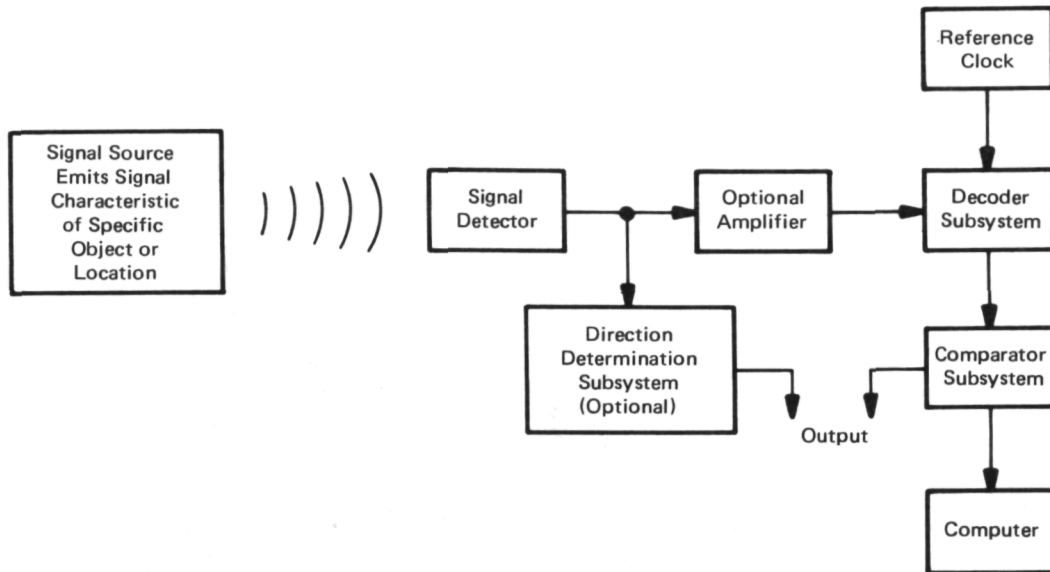 Reference
Clock
Signal Source
Emits Signal
Characteristic
of Specific
Object or
Location
Signal
Detector
Optional
Amplifier
Decoder
Subsystem
Direction
Determination
Subsystem
(Optional)
Comparator
Subsystem
Output
Computer